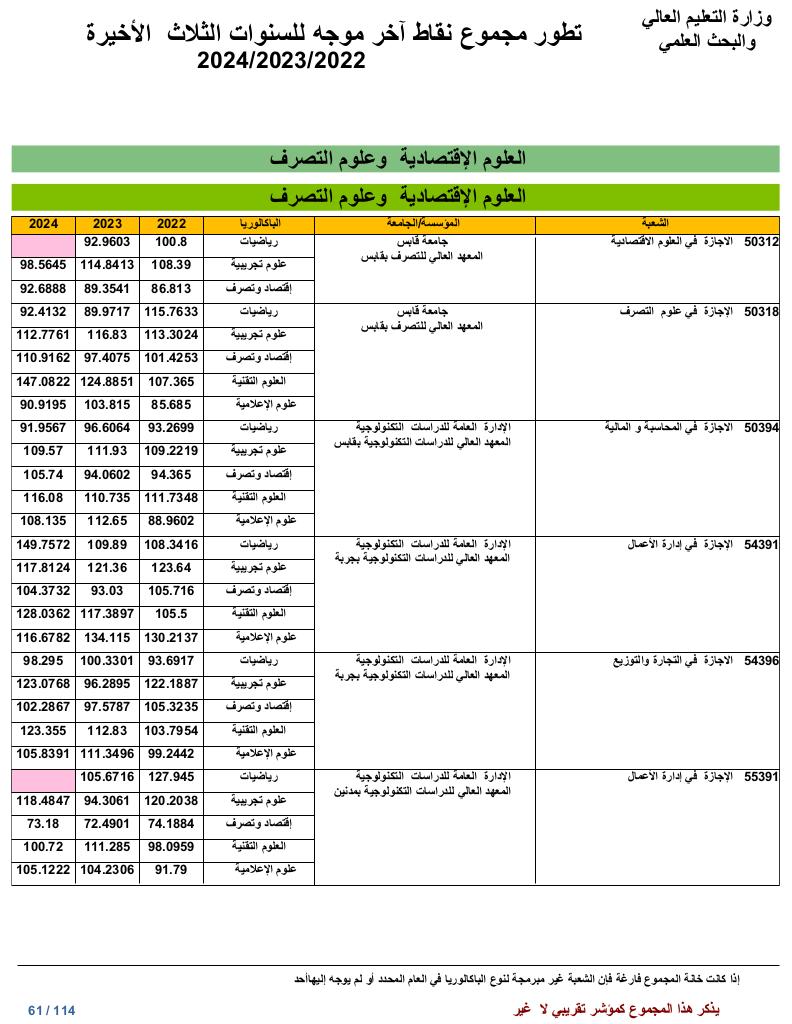 وزارة التعليم العالي
والبحث العلمي
تطور مجموع نقاط آخر موجه للسنوات الثلاث الأخيرة
2024/2023/2022
العلوم الإقتصادية وعلوم التصرف
العلوم الإقتصادية وعلوم التصرف
الشعبة المؤسسة/الجامعة الباكالوريا 2022 2023 2024
50312 الاجازة في العلوم الاقتصادية جامعة قابس رياضيات 100.8 92.9603
المعهد العالي للتصرف بقابس
علوم تجريبية 108.39 114.8413 98.5645
إقتصاد وتصرف 86.813 89.3541 92.6888
50318 الإجازة في علوم التصرف جامعة قابس رياضيات 115.7633 89.9717 92.4132
المعهد العالي للتصرف بقابس
علوم تجريبية 113.3024 116.83 112.7761
إقتصاد وتصرف 101.4253 97.4075 110.9162
العلوم التقنية 107.365 124.8851 147.0822
علوم الإعلامية 85.685 103.815 90.9195
50394 الاجازة في المحاسبة و المالية الإدارة العامة للدراسات التكنولوجية رياضيات 93.2699 96.6064 91.9567
المعهد العالي للدراسات التكنولوجية بقابس
علوم تجريبية 109.2219 111.93 109.57
إقتصاد وتصرف 94.365 94.0602 105.74
العلوم التقنية 111.7348 110.735 116.08
علوم الإعلامية 88.9602 112.65 108.135
54391 الإجازة في إدارة الأعمال الإدارة العامة للدراسات التكنولوجية رياضيات 108.3416 109.89 149.7572
المعهد العالي للدراسات التكنولوجية بجربة
علوم تجريبية 123.64 121.36 117.8124
إقتصاد وتصرف 105.716 93.03 104.3732
العلوم التقنية 105.5 117.3897 128.0362
علوم الإعلامية 130.2137 134.115 116.6782
54396 الاجازة في التجارة والتوزيع الإدارة العامة للدراسات التكنولوجية رياضيات 93.6917 100.3301 98.295
المعهد العالي للدراسات التكنولوجية بجربة
علوم تجريبية 122.1887 96.2895 123.0768
إقتصاد وتصرف 105.3235 97.5787 102.2867
العلوم التقنية 103.7954 112.83 123.355
علوم الإعلامية 99.2442 111.3496 105.8391
55391 الإجازة في إدارة الأعمال الإدارة العامة للدراسات التكنولوجية رياضيات 127.945 105.6716
المعهد العالي للدراسات التكنولوجية بمدنين
علوم تجريبية 120.2038 94.3061 118.4847
إقتصاد وتصرف 74.1884 72.4901 73.18
العلوم التقنية 98.0959 111.285 100.72
علوم الإعلامية 91.79 104.2306 105.1222
إذا كانت خانة المجموع فارغة فإن الشعبة غير مبرمجة لنوع الباكالوريا في العام المحدد أو لم يوجه إليهاأحد
يذكر هذا المجموع كمؤشر تقريبي لا غير
61 / 114